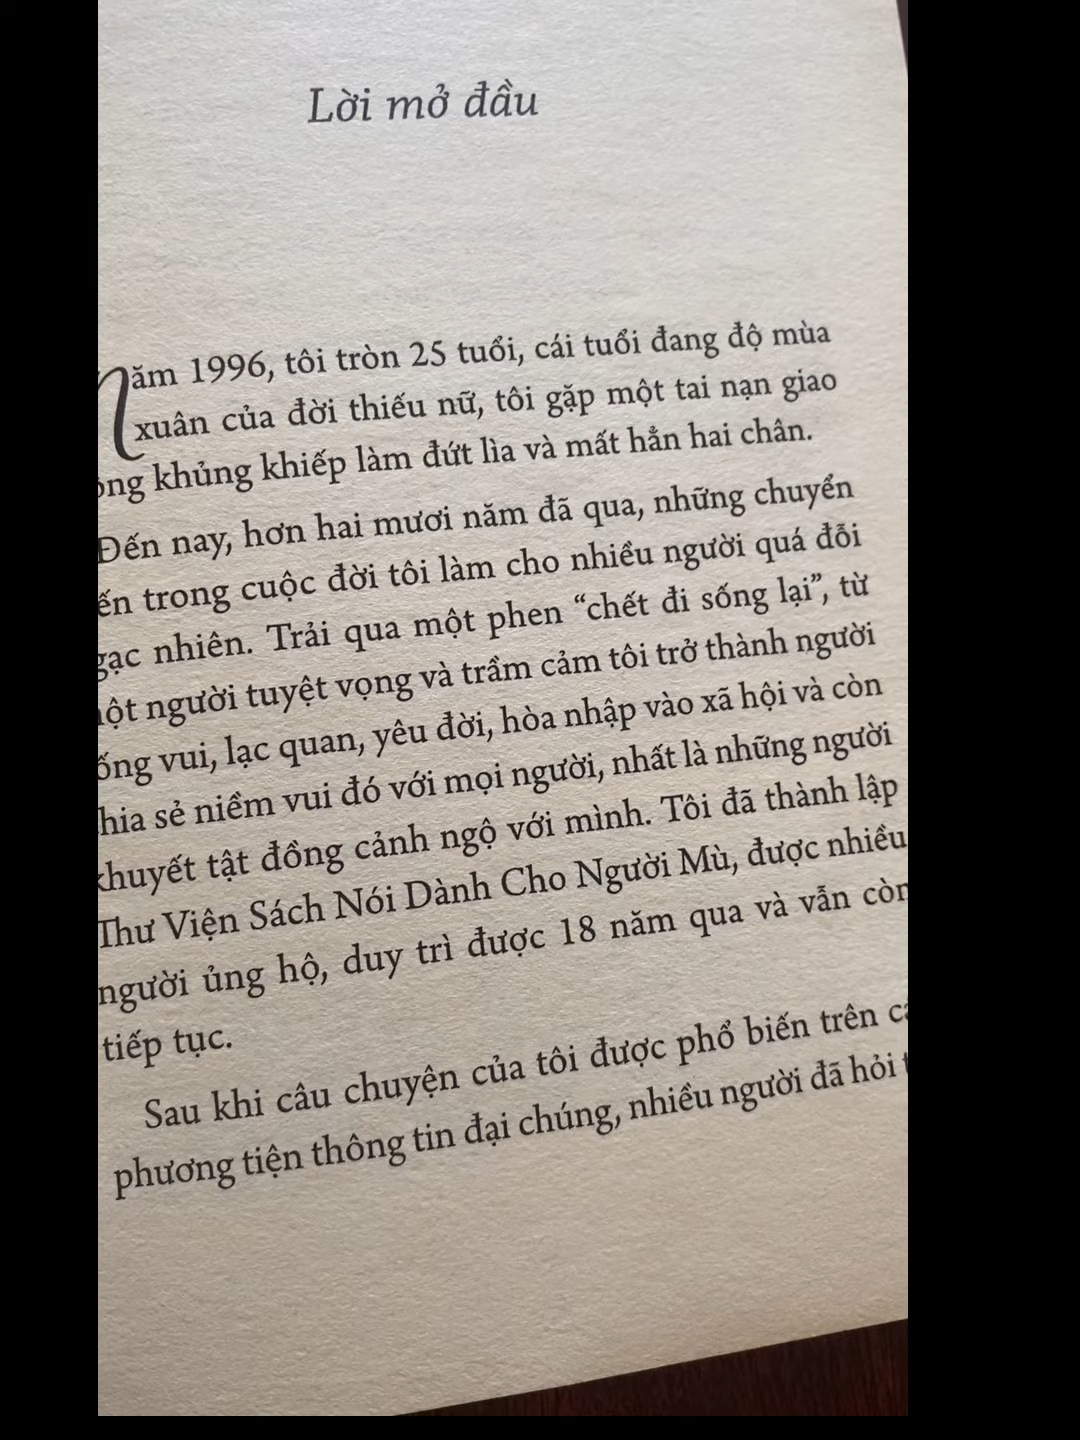 Lời mở đầu
Năm 1996, tôi tròn 25 tuổi, cái tuổi đang độ mùa
xuân của đời thiếu nữ, tôi gặp một tai nạn giao
ông khủng khiếp làm đứt lìa và mất hẳn hai chân.
Đến nay, hơn hai mươi năm đã qua, những chuyển
ến trong cuộc đời tôi làm cho nhiều người quá đỗi
gạc nhiên. Trải qua một phen “chết đi sống lại”, từ
một người tuyệt vọng và trầm cảm tôi trở thành người
ống vui, lạc quan, yêu đời, hòa nhập vào xã hội và còn
hia sẻ niềm vui đó với mọi người, nhất là những người
khuyết tật đồng cảnh ngộ với mình. Tôi đã thành lập
Thư Viện Sách Nói Dành Cho Người Mù, được nhiều
người ủng hộ, duy trì được 18 năm qua và vẫn còn
tiếp tục.
Sau khi câu chuyện của tôi được phổ biến trên
phương tiện thông tin đại chúng, nhiều người đã hỏi